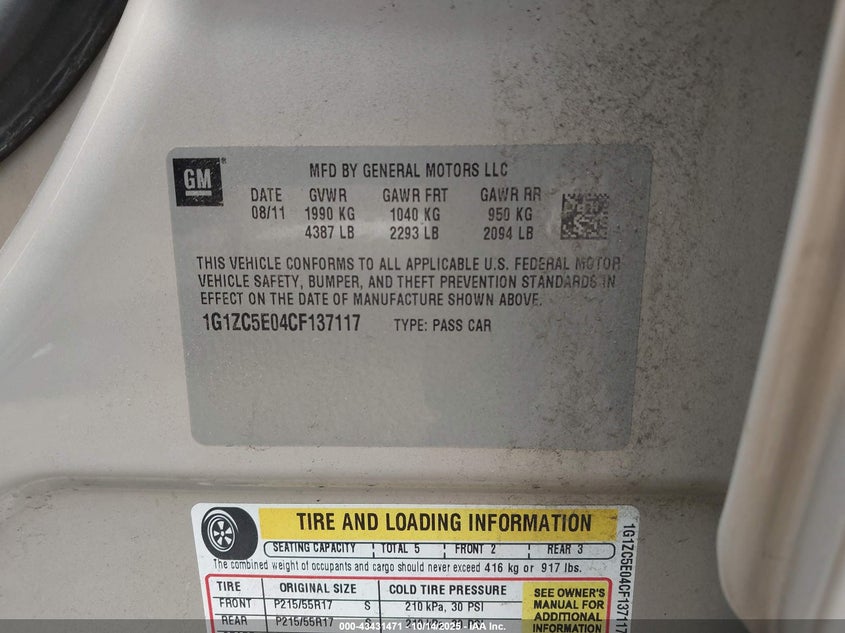 GM
MFD BY GENERAL MOTORS LLC
DATE GVWR GAWR FRT GAWR RR
08/11 1990 KG 1040 KG 950 KG
4387 LB 2293 LB 2094 LB
THIS VEHICLE CONFORMS TO ALL APPLICABLE U.S. FEDERAL MOTOR
VEHICLE SAFETY, BUMPER, AND THEFT PREVENTION STANDARDS IN
EFFECT ON THE DATE OF MANUFACTURE SHOWN ABOVE.
1G1ZC5E04CF137117 TYPE: PASS CAR
TIRE AND LOADING INFORMATION
SEATING CAPACITY TOTAL 5 FRONT 2 REAR 3
The combined weight of occupants and cargo should never exceed 416 kg or 917 lbs.
TIRE ORIGINAL SIZE COLD TIRE PRESSURE
FRONT P215/55R17 S 210 kPa, 30 PSI
REAR P215/55R17
SEE OWNER'S
MANUAL FOR
ADDITIONAL
INFORMATION
1G1ZC5E04CF137117
000-43431471 - 10/14/2025 - IAA Inc.